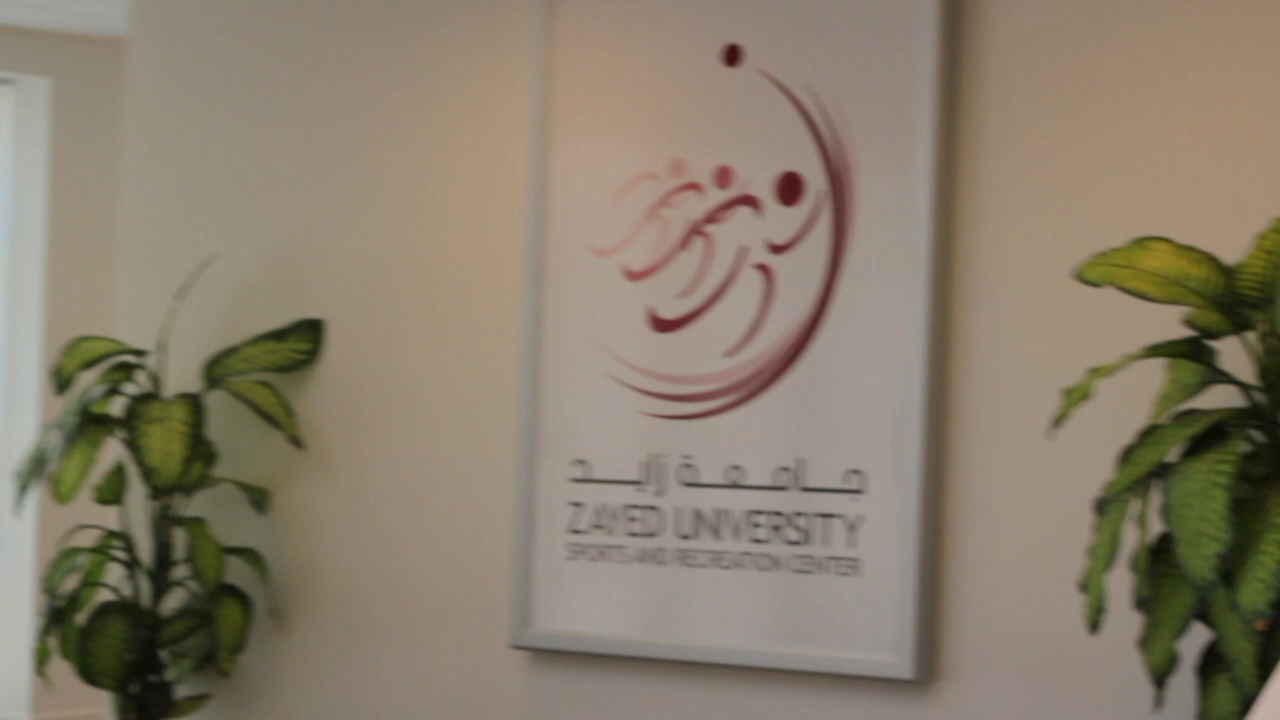 جامعة زايد
ZAYED UNIVERSITY
SPORTS AND RECREATION CENTER